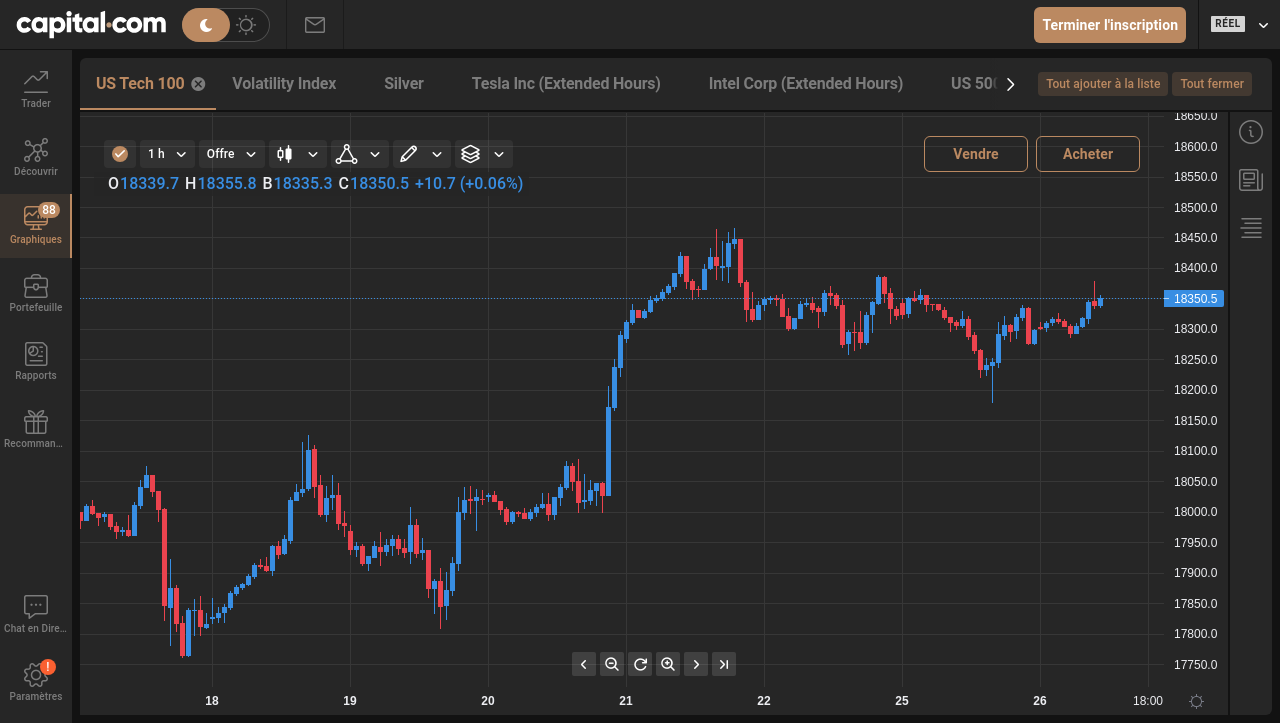 capital.com
Terminer l'inscription
RÉEL
Trader
Découvrir
88
Graphiques
Portefeuille
Rapports
Recomman...
Chat en Dire...
!
Paramètres
US Tech 100
Volatility Index
Silver
Tesla Inc (Extended Hours)
Intel Corp (Extended Hours)
US 500
Tout ajouter à la liste
Tout fermer
1 h
Offre
Vendre
Acheter
O18339.7 H18355.8 B18335.3 C18350.5 +10.7 (+0.06%)
18650.0
18600.0
18550.0
18500.0
18450.0
18400.0
18350.5
18300.0
18250.0
18200.0
18150.0
18100.0
18050.0
18000.0
17950.0
17900.0
17850.0
17800.0
17750.0
18 19 20 21 22 25 26 18:00